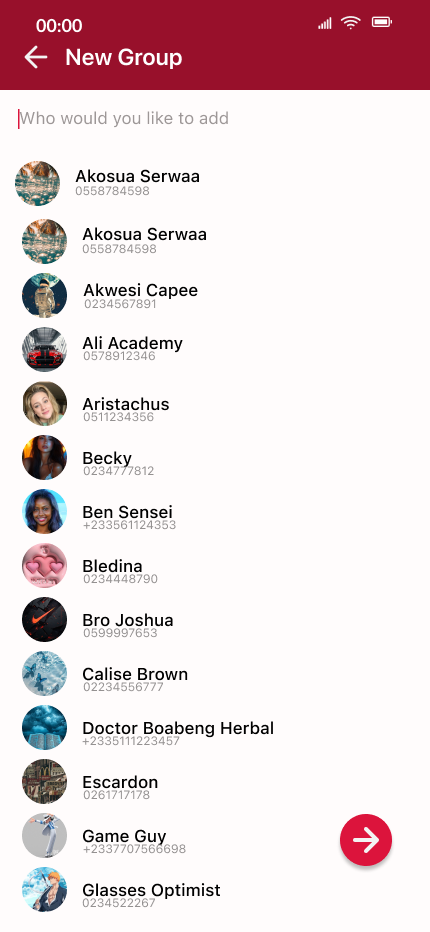 00:00
New Group
Who would you like to add
Akosua Serwaa
0558784598
Akosua Serwaa
0558784598
Akwesi Capee
0234567891
Ali Academy
0578912346
Aristachus
0511234356
Becky
0234777812
Ben Sensei
+233561124353
Bledina
0234448790
Bro Joshua
0599997653
Calise Brown
02234556777
Doctor Boabeng Herbal
+2335111223457
Escardon
0261717178
Game Guy
+2337707566698
Glasses Optimist
0234522267